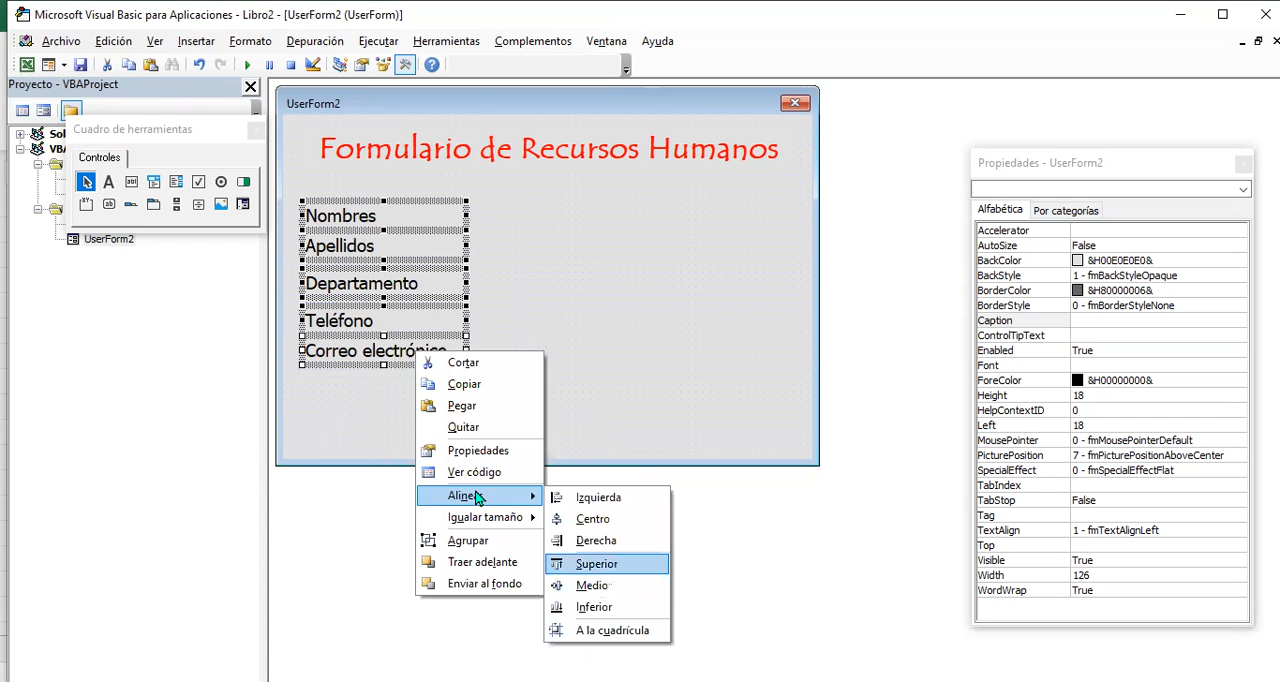 Microsoft Visual Basic para Aplicaciones - Libro2 - [UserForm2 (UserForm)]
Archivo Edición Ver Insertar Formato Depuración Ejecutar Herramientas Complementos Ventana Ayuda
Proyecto - VBAProject
Cuadro de herramientas
Controles
Sol
VBA
UserForm2
UserForm2
Formulario de Recursos Humanos
Nombres
Apellidos
Departamento
Teléfono
Correo electrónico
Cortar
Copiar
Pegar
Quitar
Propiedades
Ver código
Alinear
Igualar tamaño
Agrupar
Traer adelante
Enviar al fondo
Izquierda
Centro
Derecha
Superior
Medio
Inferior
A la cuadrícula
Propiedades - UserForm2
Alfabética Por categorías
Accelerator
AutoSize False
BackColor &H00E0E0E0&
BackStyle 1 - fmBackStyleOpaque
BorderColor &H80000006&
BorderStyle 0 - fmBorderStyleNone
Caption
ControlTipText
Enabled True
Font
ForeColor &H00000000&
Height 18
HelpContextID 0
Left 18
MousePointer 0 - fmMousePointerDefault
PicturePosition 7 - fmPicturePositionAboveCenter
SpecialEffect 0 - fmSpecialEffectFlat
TabIndex
TabStop False
Tag
TextAlign 1 - fmTextAlignLeft
Top
Visible True
Width 126
WordWrap True